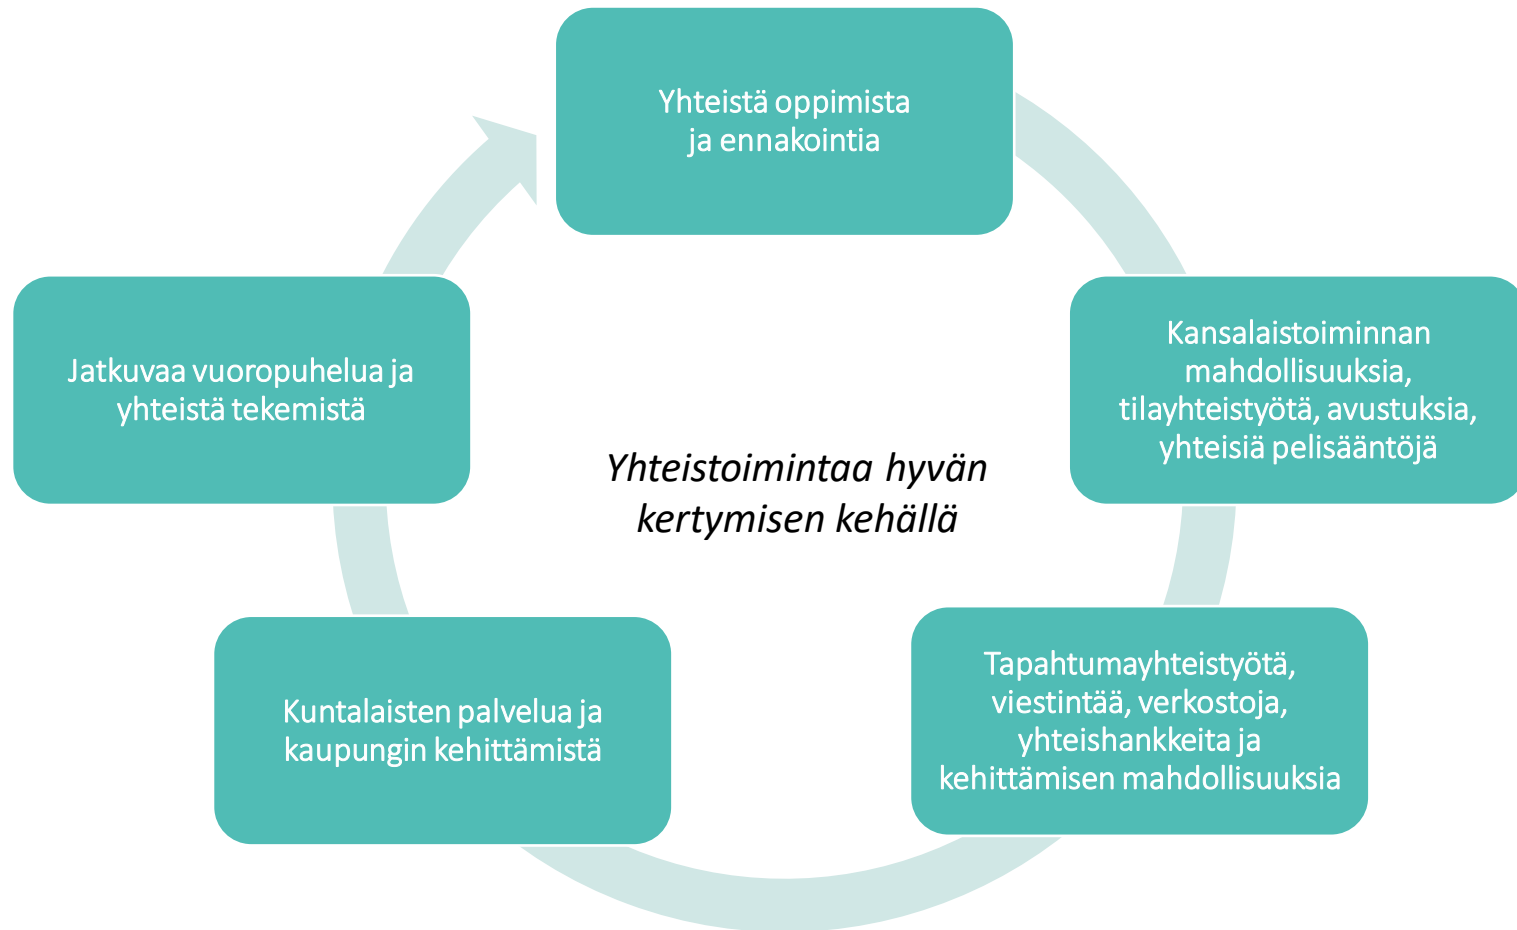 Yhteistä oppimista
ja ennakointia
Kansalaistoiminnan
mahdollisuuksia,
tilayhteistyötä, avustuksia,
yhteisiä pelisääntöjä
Tapahtumayhteistyötä,
viestintää, verkostoja,
yhteishankkeita ja
kehittämisen mahdollisuuksia
Kuntalaisten palvelua ja
kaupungin kehittämistä
Jatkuvaa vuoropuhelua ja
yhteistä tekemistä
Yhteistoimintaa hyvän
kertymisen kehällä